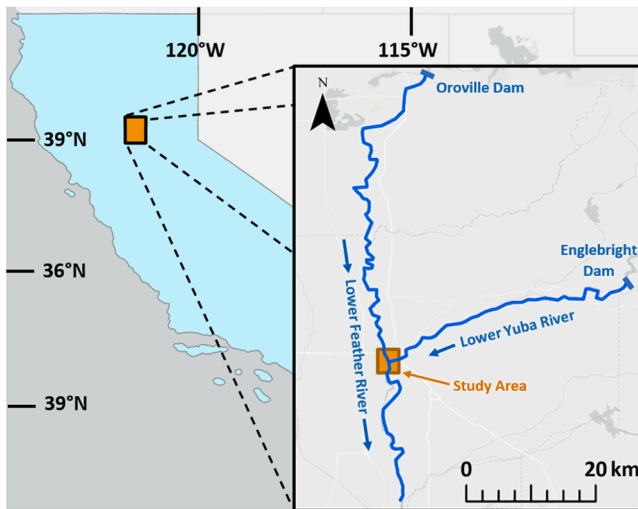 120°W
115°W
N
Oroville Dam
39°N
Englebright
Dam
36°N
Lower Feather River
Lower Yuba River
Study Area
39°N
0
20 km